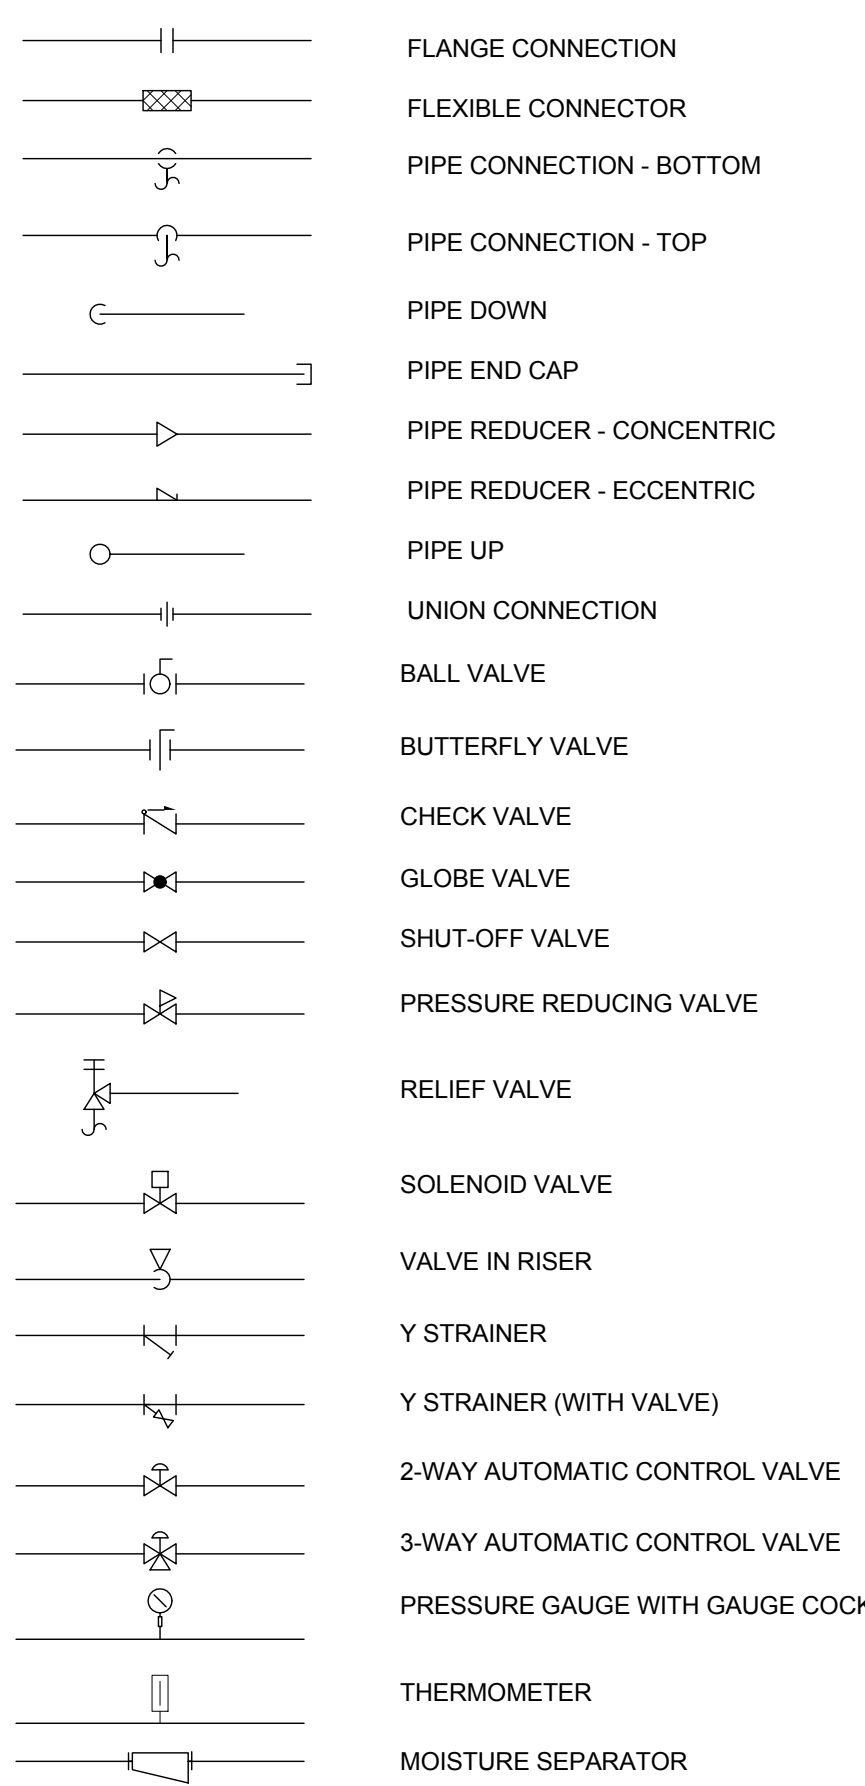 FLANGE CONNECTION
FLEXIBLE CONNECTOR
PIPE CONNECTION - BOTTOM
PIPE CONNECTION - TOP
PIPE DOWN
PIPE END CAP
PIPE REDUCER - CONCENTRIC
PIPE REDUCER - ECCENTRIC
PIPE UP
UNION CONNECTION
BALL VALVE
BUTTERFLY VALVE
CHECK VALVE
GLOBE VALVE
SHUT-OFF VALVE
PRESSURE REDUCING VALVE
RELIEF VALVE
SOLENOID VALVE
VALVE IN RISER
Y STRAINER
Y STRAINER (WITH VALVE)
2-WAY AUTOMATIC CONTROL VALVE
3-WAY AUTOMATIC CONTROL VALVE
PRESSURE GAUGE WITH GAUGE COCK
THERMOMETER
MOISTURE SEPARATOR